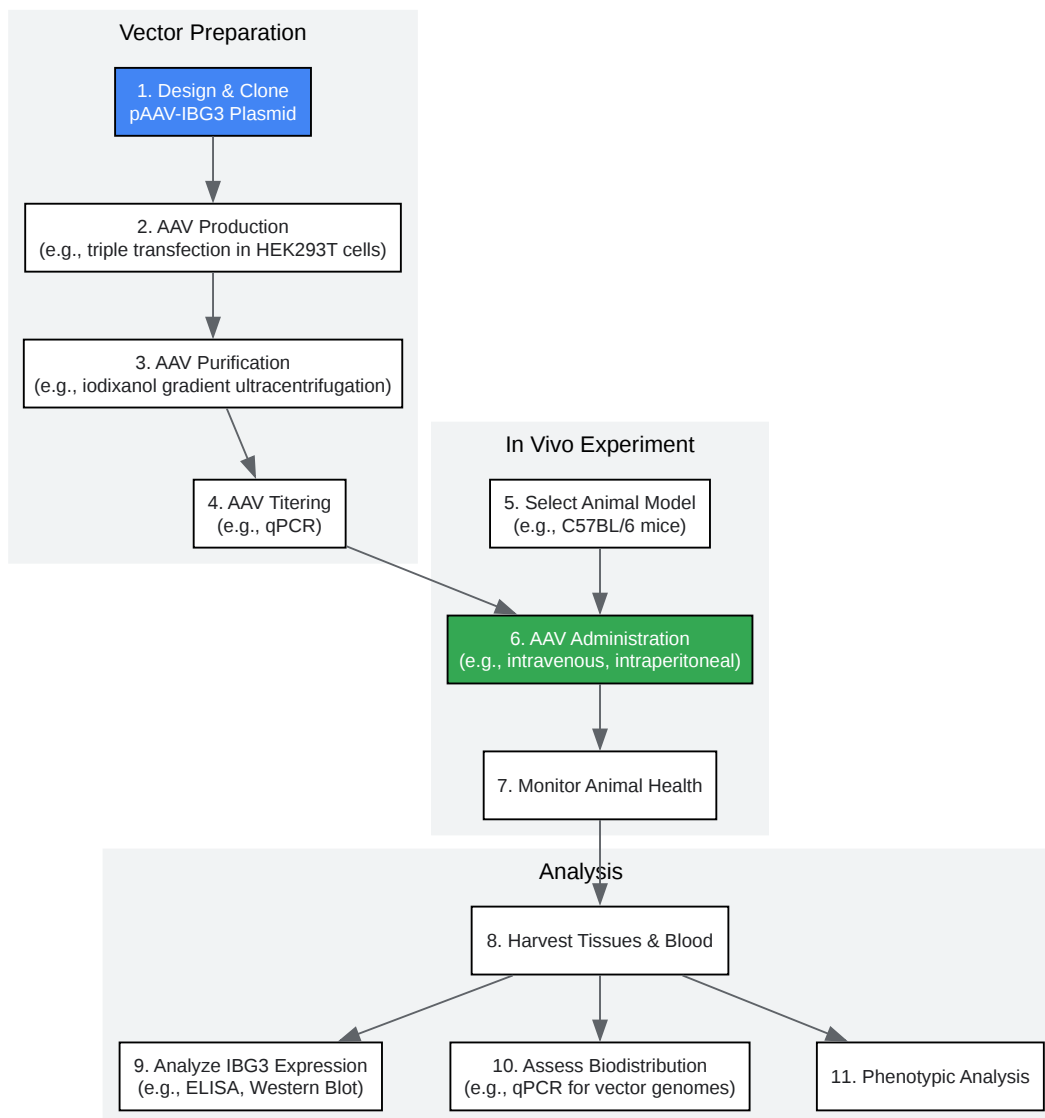 Vector Preparation
1. Design & Clone
pAAV-IBG3 Plasmid
2. AAV Production
(e.g., triple transfection in HEK293T cells)
3. AAV Purification
(e.g., iodixanol gradient ultracentrifugation)
4. AAV Titering
(e.g., qPCR)
In Vivo Experiment
5. Select Animal Model
(e.g., C57BL/6 mice)
6. AAV Administration
(e.g., intravenous, intraperitoneal)
7. Monitor Animal Health
Analysis
8. Harvest Tissues & Blood
9. Analyze IBG3 Expression
(e.g., ELISA, Western Blot)
10. Assess Biodistribution
(e.g., qPCR for vector genomes)
11. Phenotypic Analysis